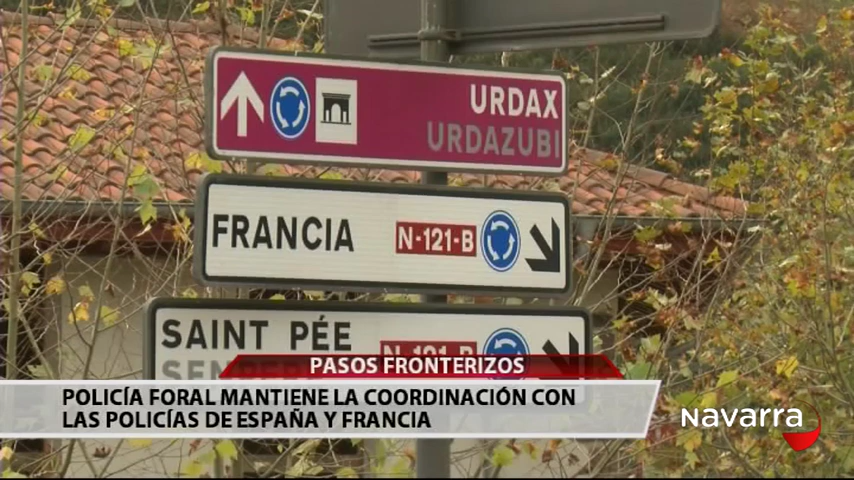 URDAX
URDAZUBI
FRANCIA N-121-B
SAINT PÉE
N-121-B
PASOS FRONTERIZOS
POLICÍA FORAL MANTIENE LA COORDINACIÓN CON
LAS POLICÍAS DE ESPAÑA Y FRANCIA
navarra